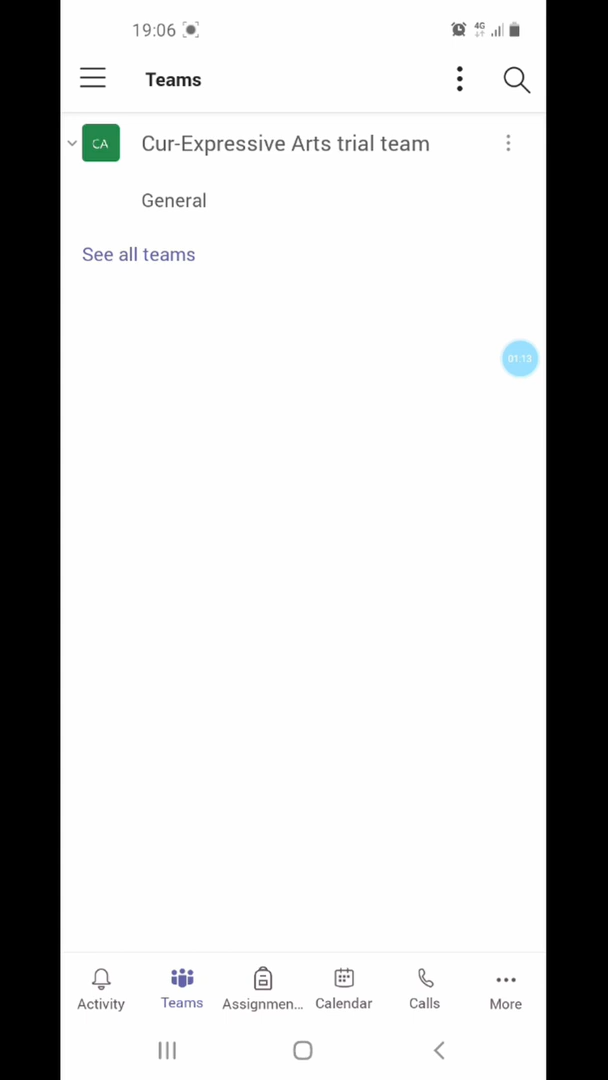 19:06
4G
Teams
CA
Cur-Expressive Arts trial team
General
See all teams
01:13
Activity
Teams
Assignmen...
Calendar
Calls
More